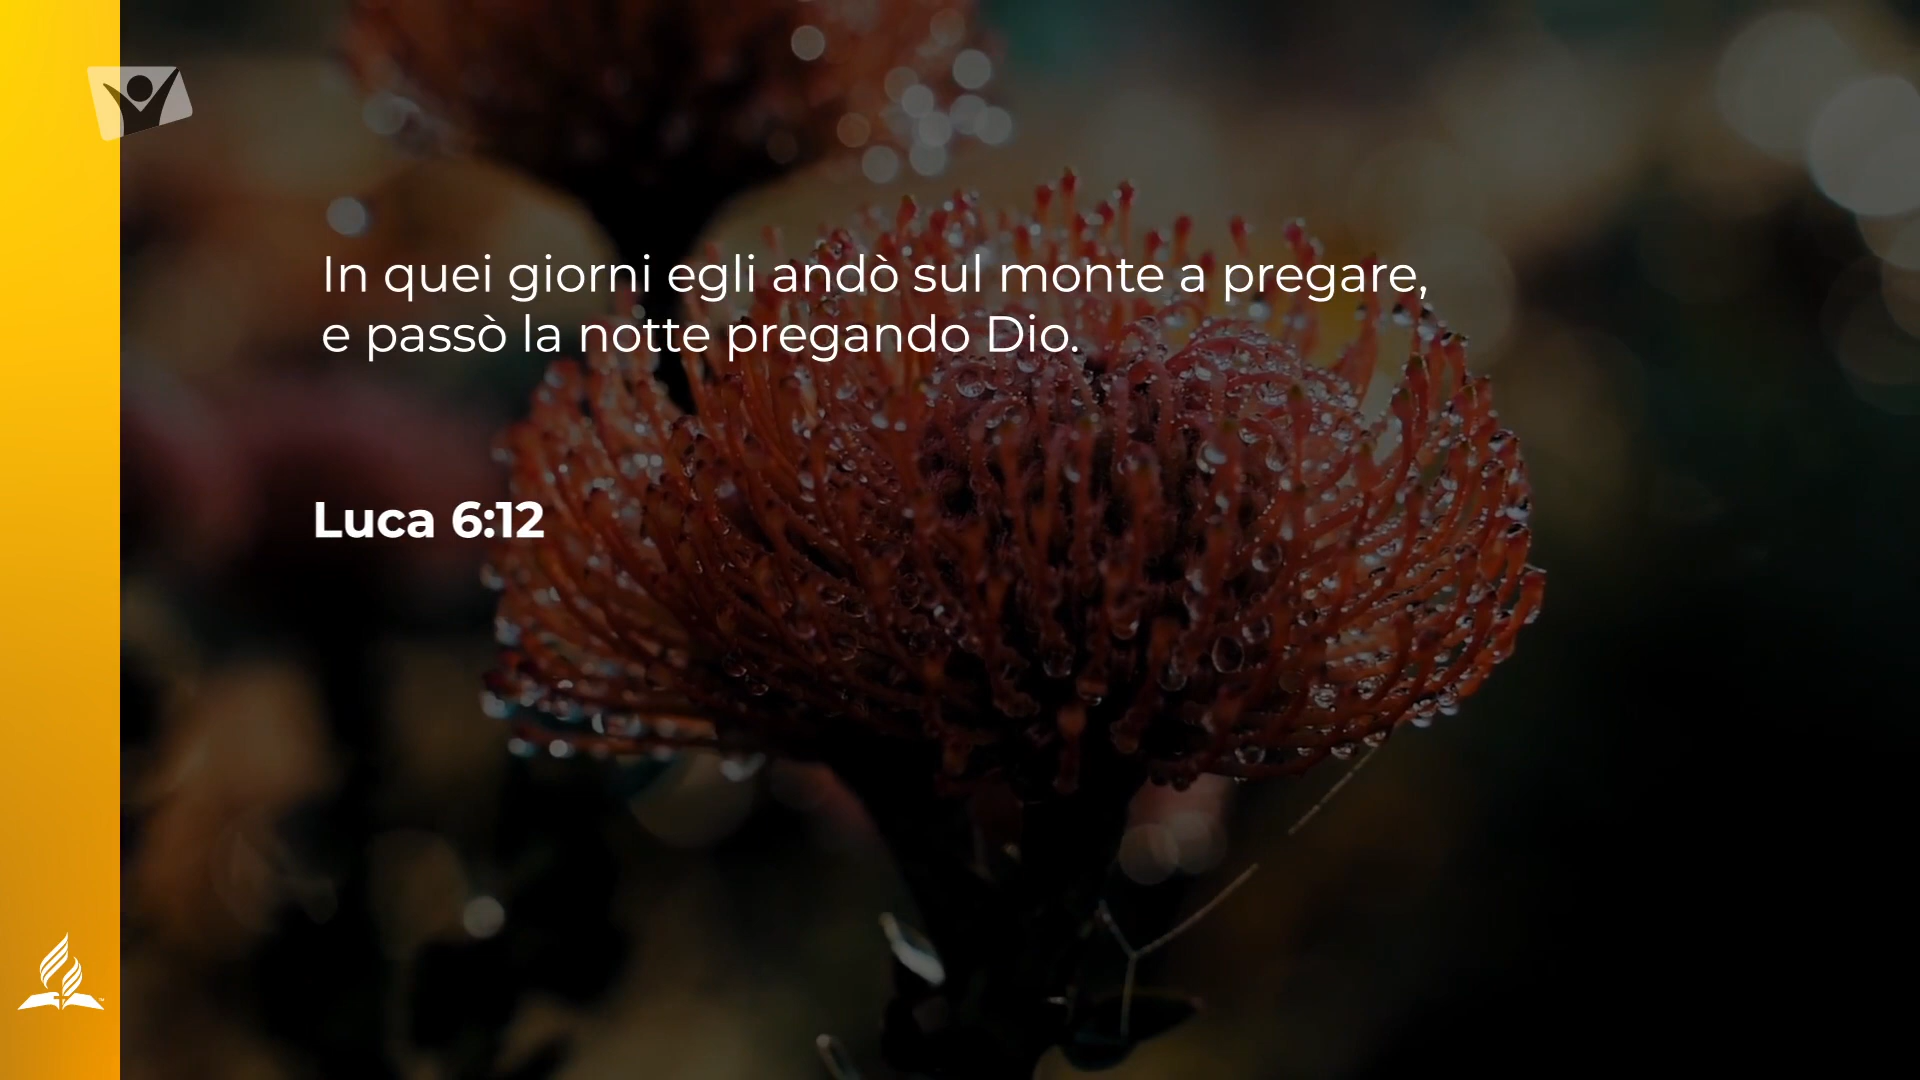 In quei giorni egli andò sul monte a pregare,
e passò la notte pregando Dio.
Luca 6:12